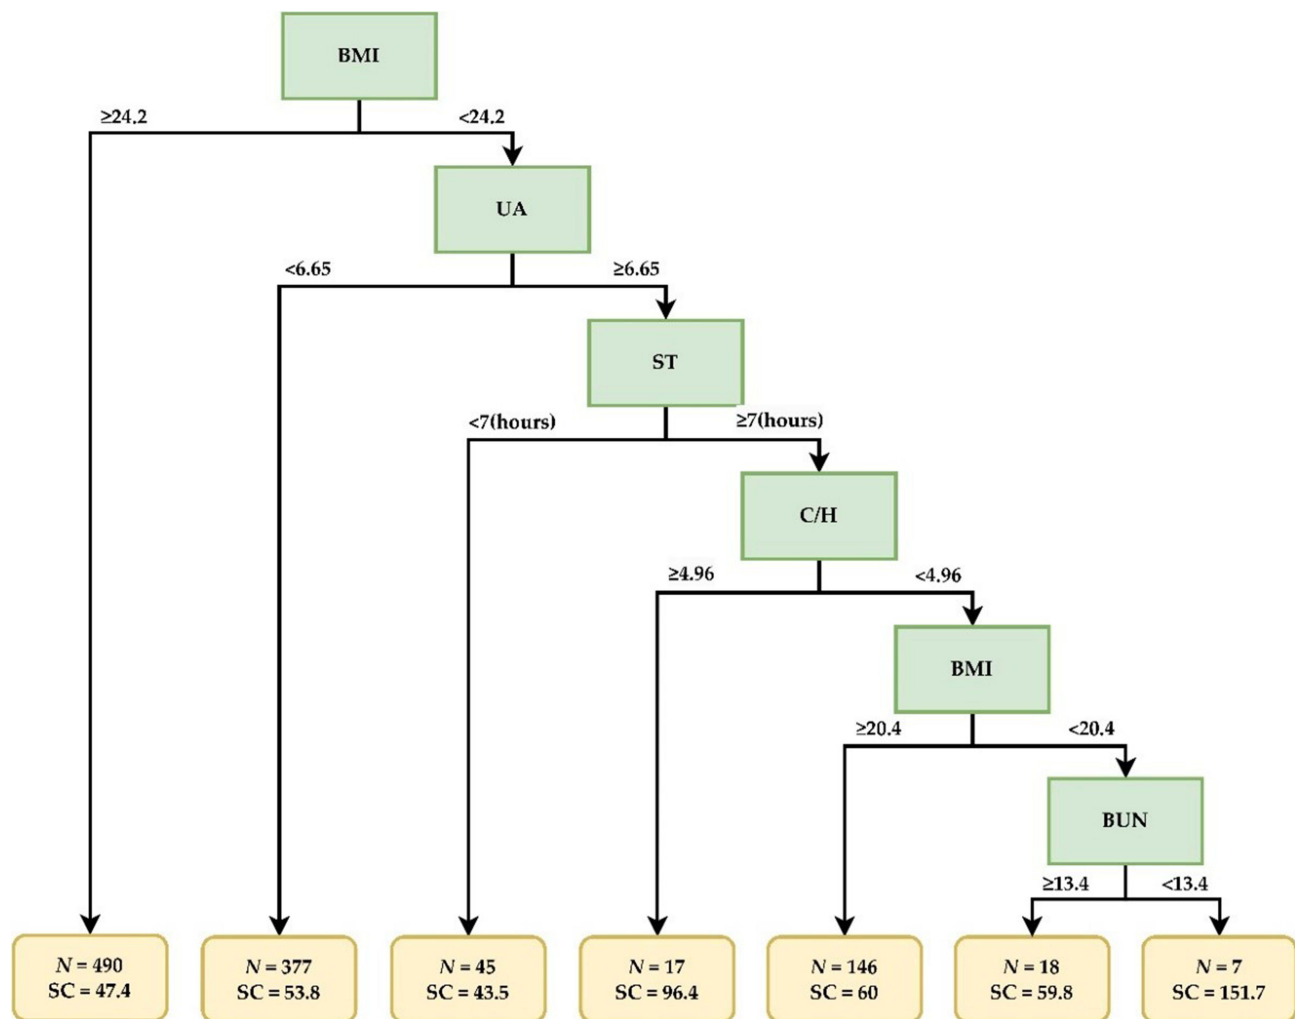 BMI
≥24.2
<24.2
UA
<6.65
≥6.65
ST
<7(hours)
≥7(hours)
C/H
≥4.96
<4.96
BMI
≥20.4
<20.4
BUN
≥13.4
<13.4
N = 490
SC = 47.4
N = 377
SC = 53.8
N = 45
SC = 43.5
N = 17
SC = 96.4
N = 146
SC = 60
N = 18
SC = 59.8
N = 7
SC = 151.7